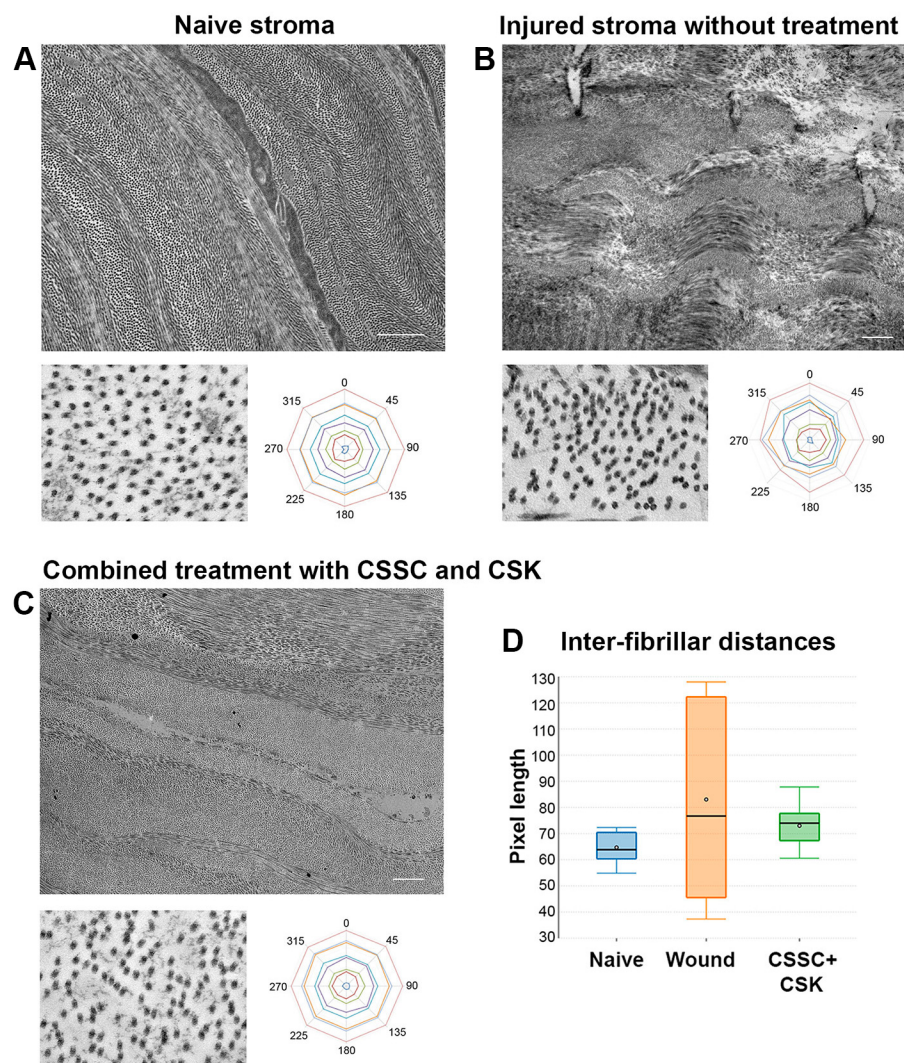 Naive stroma
Injured stroma without treatment
A
B
0
45
90
135
180
225
270
315
0
45
90
135
180
225
270
315
Combined treatment with CSSC and CSK
C
0
45
90
135
180
225
270
315
D Inter-fibrillar distances
Pixel length
130
120
110
100
90
80
70
60
50
40
30
Naive
Wound
CSSC+
CSK